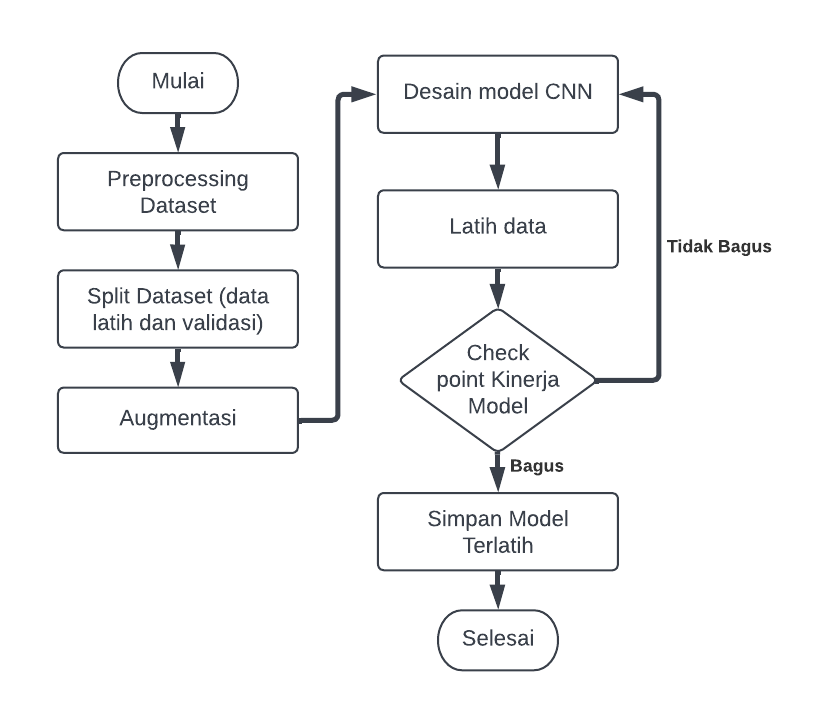 Mulai
Preprocessing
Dataset
Split Dataset (data
latih dan validasi)
Augmentasi
Desain model CNN
Latih data
Tidak Bagus
Check
point Kinerja
Model
Bagus
Simpan Model
Terlatih
Selesai